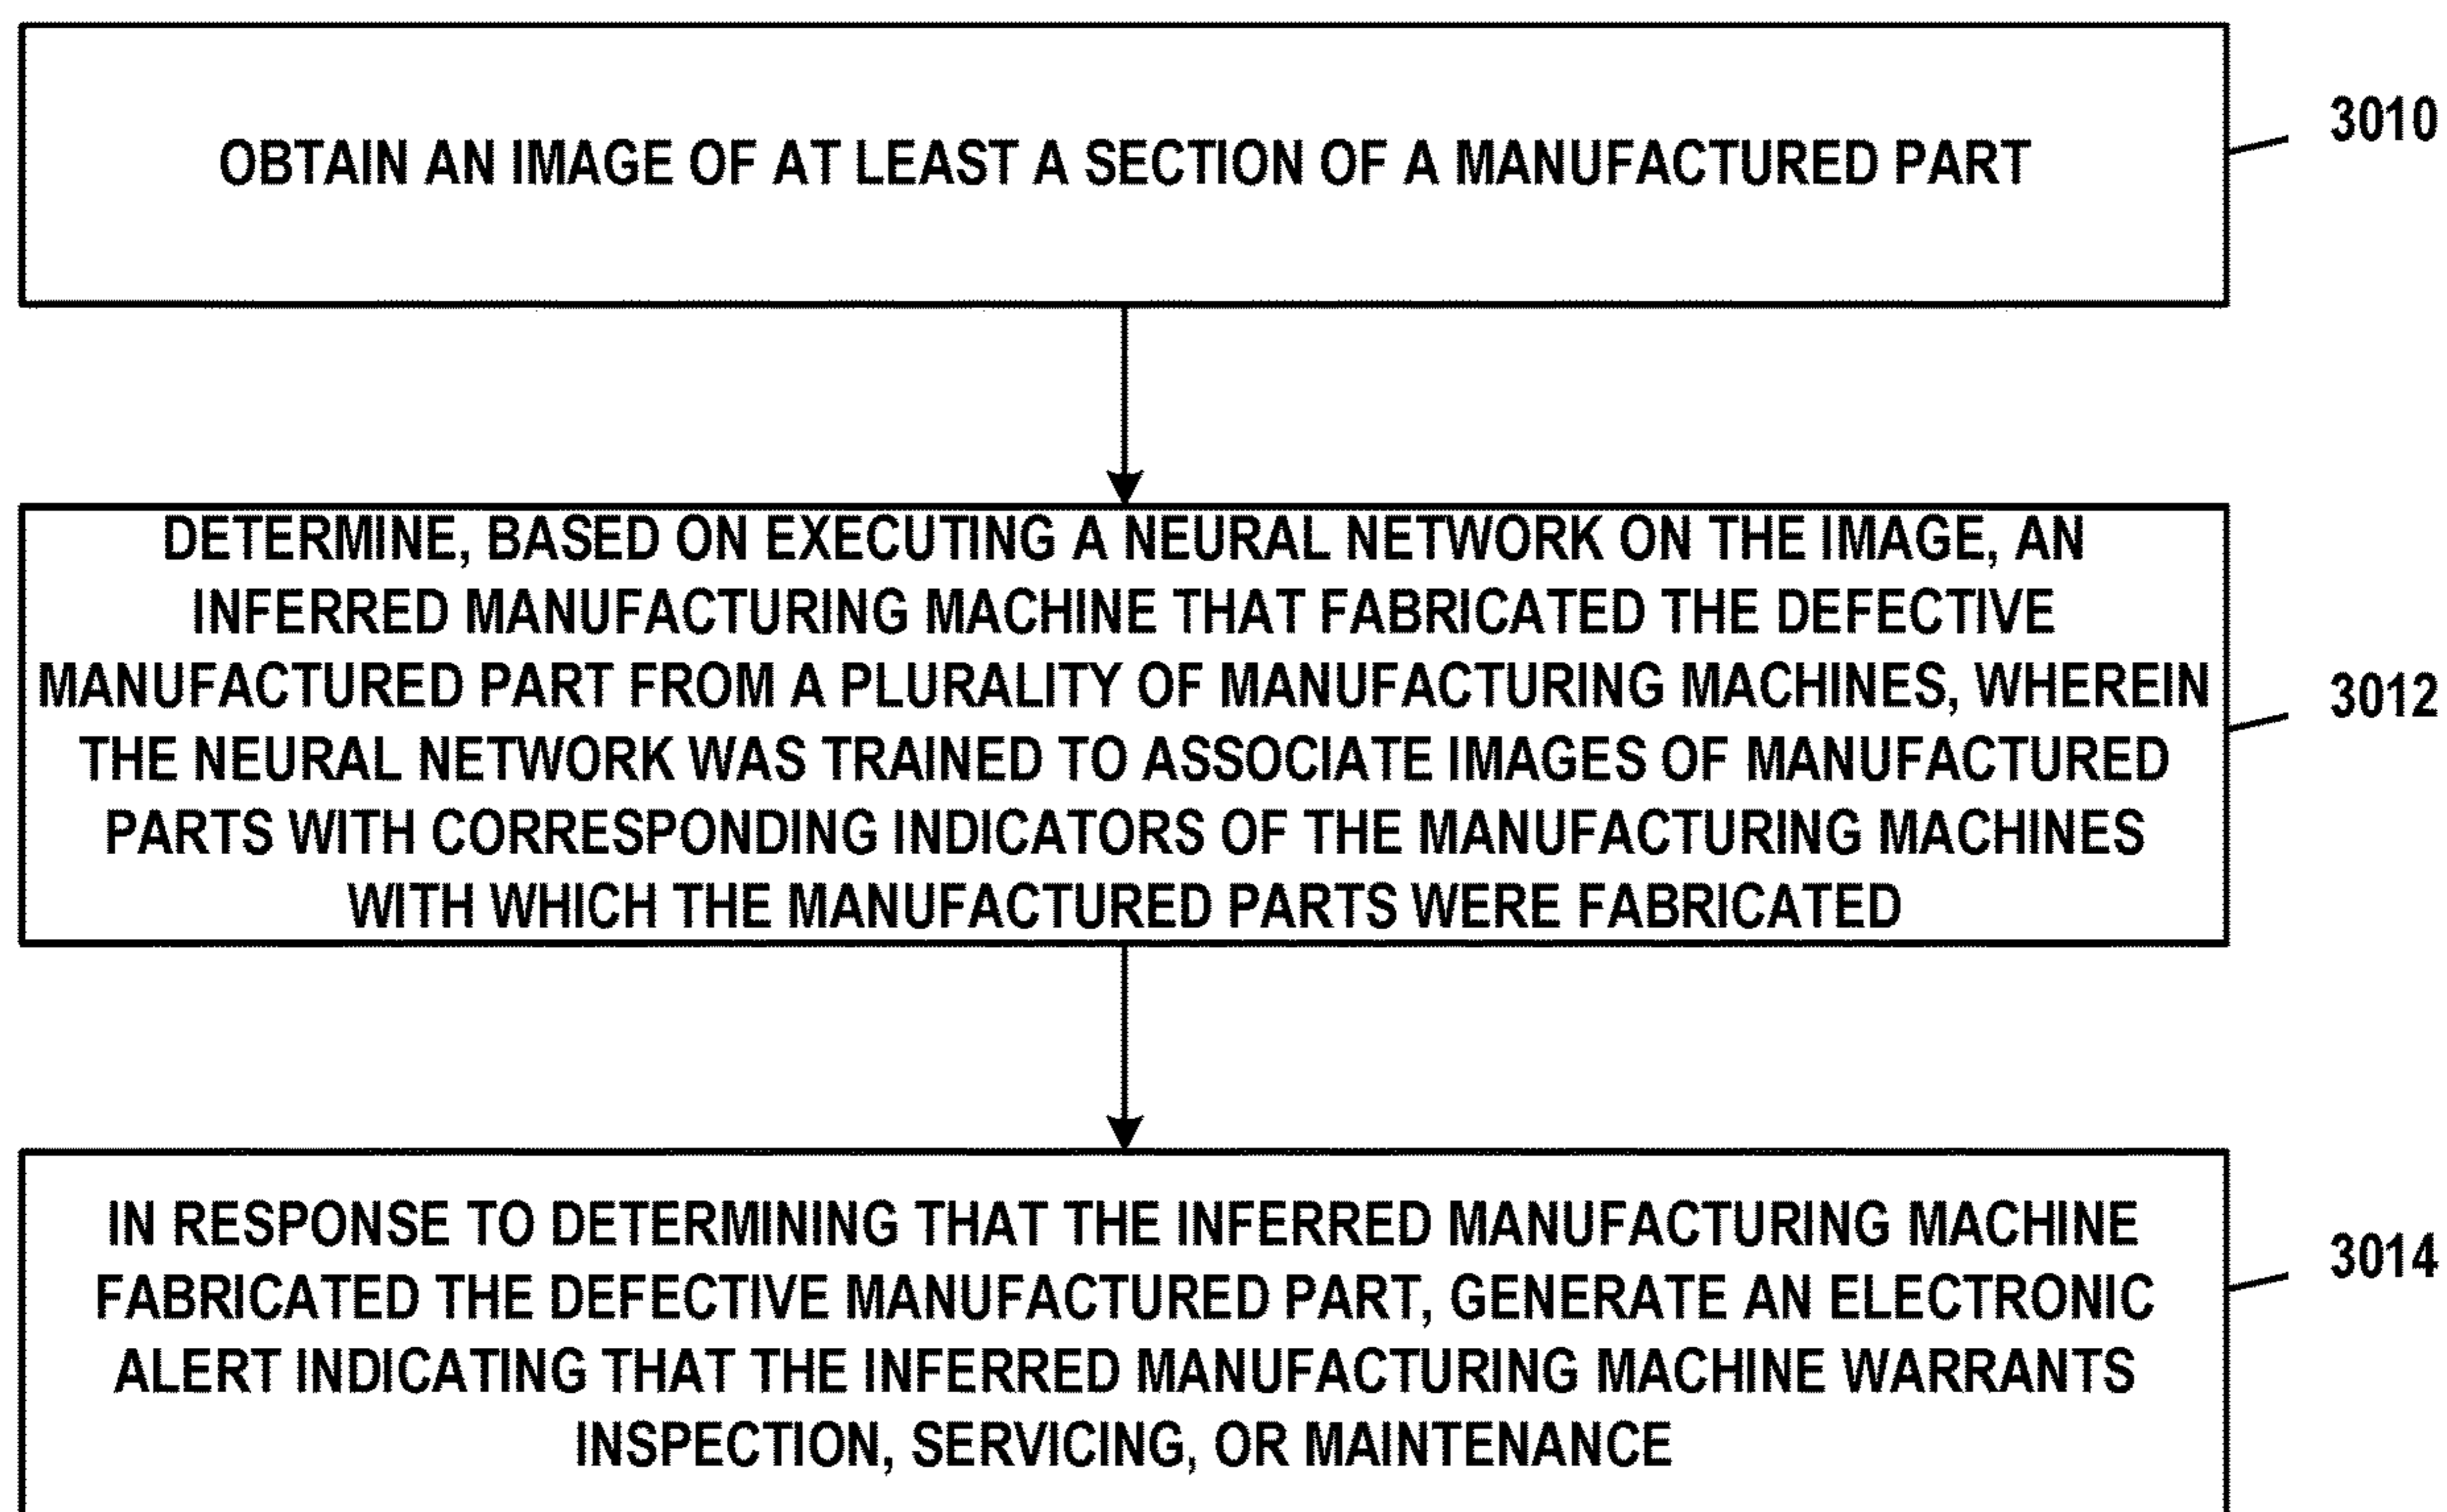 OBTAIN AN IMAGE OF AT LEAST A SECTION OF A MANUFACTURED PART
3010
DETERMINE, BASED ON EXECUTING A NEURAL NETWORK ON THE IMAGE, AN
INFERRED MANUFACTURING MACHINE THAT FABRICATED THE DEFECTIVE
MANUFACTURED PART FROM A PLURALITY OF MANUFACTURING MACHINES, WHEREIN
THE NEURAL NETWORK WAS TRAINED TO ASSOCIATE IMAGES OF MANUFACTURED
PARTS WITH CORRESPONDING INDICATORS OF THE MANUFACTURING MACHINES
WITH WHICH THE MANUFACTURED PARTS WERE FABRICATED
3012
IN RESPONSE TO DETERMINING THAT THE INFERRED MANUFACTURING MACHINE
FABRICATED THE DEFECTIVE MANUFACTURED PART, GENERATE AN ELECTRONIC
ALERT INDICATING THAT THE INFERRED MANUFACTURING MACHINE WARRANTS
INSPECTION, SERVICING, OR MAINTENANCE
3014